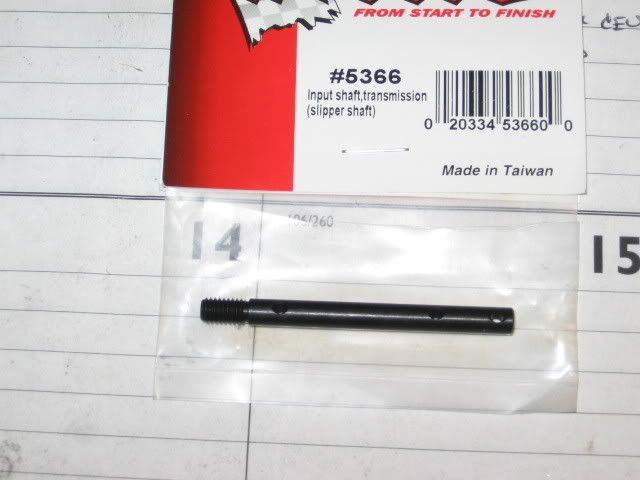 FROM START TO FINISH
#5366
Input shaft,transmission
(slipper shaft)
0 20334 53660 0
Made in Taiwan
14
106/260
15